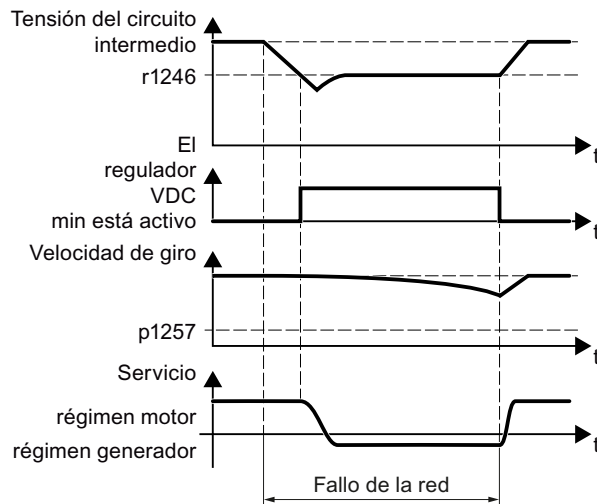 Tensión del circuito
intermedio
r1246
t
El
regulador
VDC
min está activo
t
Velocidad de giro
p1257
t
Servicio
régimen motor
régimen generador
t
Fallo de la red